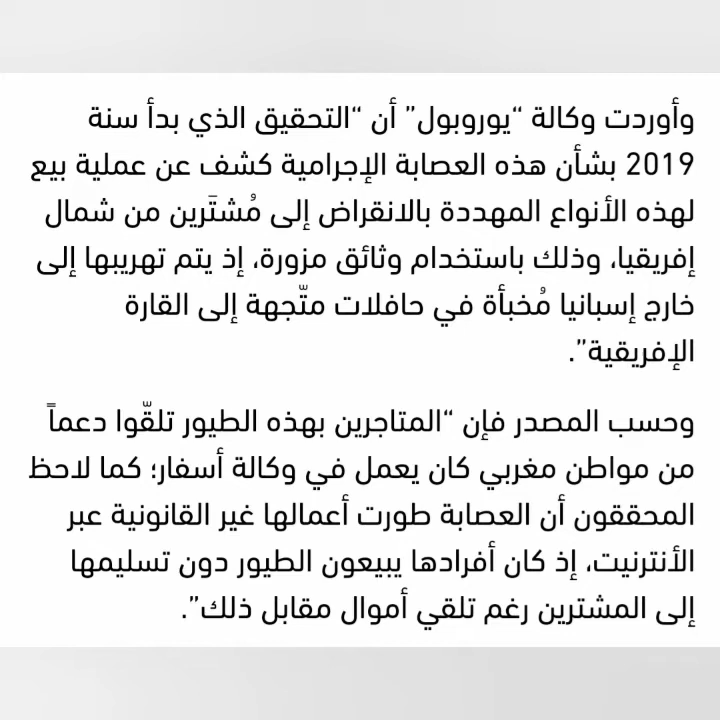 وأوردت وكالة “يوروبول” أن “التحقيق الذي بدأ سنة
2019 بشأن هذه العصابة الإجرامية كشف عن عملية بيع
لهذه الأنواع المهددة بالانقراض إلى مُشتَرين من شمال
إفريقيا، وذلك باستخدام وثائق مزورة، إذ يتم تهريبها إلى
خارج إسبانيا مُخبأة في حافلات متّجهة إلى القارة
الإفريقية”.
وحسب المصدر فإن “المتاجرين بهذه الطيور تلقّوا دعماً
من مواطن مغربي كان يعمل في وكالة أسفار؛ كما لاحظ
المحققون أن العصابة طورت أعمالها غير القانونية عبر
الأنترنيت، إذ كان أفرادها يبيعون الطيور دون تسليمها
إلى المشترين رغم تلقي أموال مقابل ذلك”.